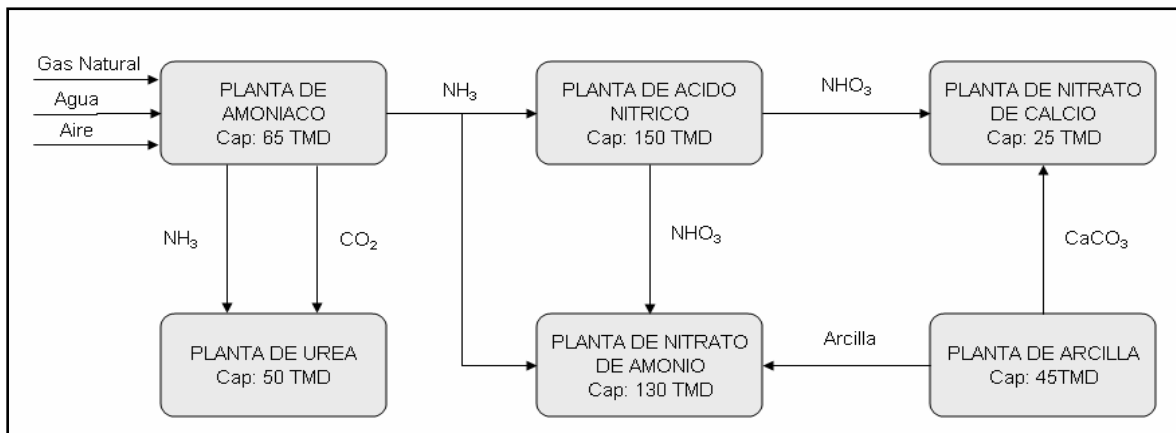 Gas Natural
Agua
Aire
PLANTA DE
AMONIACO
Cap: 65 TMD
NH₃
PLANTA DE ACIDO
NITRICO
Cap: 150 TMD
NHO₃
PLANTA DE NITRATO
DE CALCIO
Cap: 25 TMD
NH₃
CO₂
NHO₃
CaCO₃
PLANTA DE UREA
Cap: 50 TMD
PLANTA DE NITRATO
DE AMONIO
Cap: 130 TMD
Arcilla
PLANTA DE ARCILLA
Cap: 45TMD